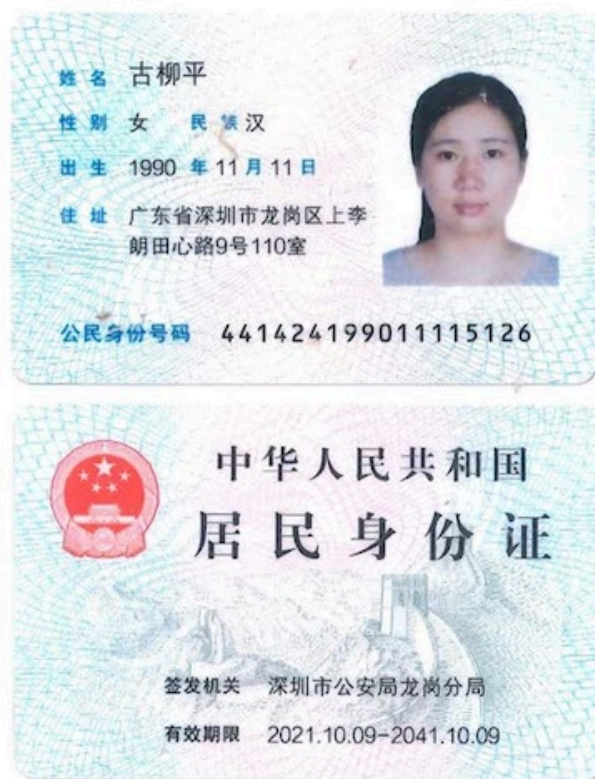 姓名 古柳平
性别 女 民族 汉
出生 1990 年 11 月 11 日
住址 广东省深圳市龙岗区上李
朗田心路9号110室
公民身份号码 441424199011115126
中华人民共和国
居民身份证
签发机关 深圳市公安局龙岗分局
有效期限 2021.10.09-2041.10.09